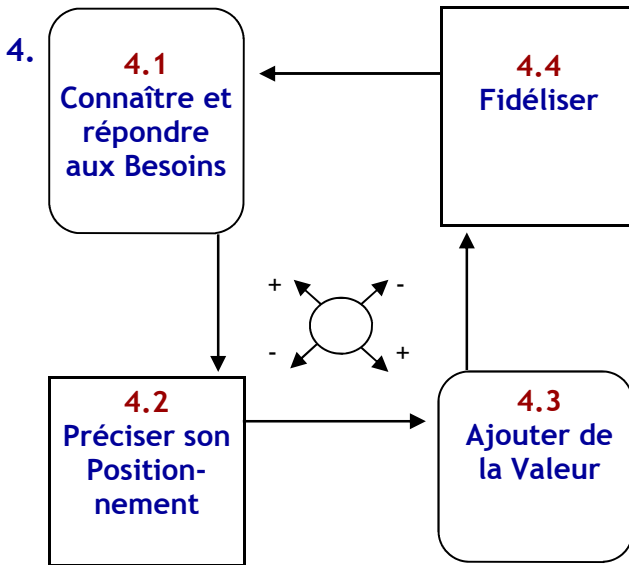 4.
4.1
Connaître et
répondre
aux Besoins
4.4
Fidéliser
+
-
-
+
4.2
Préciser son
Position-
nement
4.3
Ajouter de
la Valeur